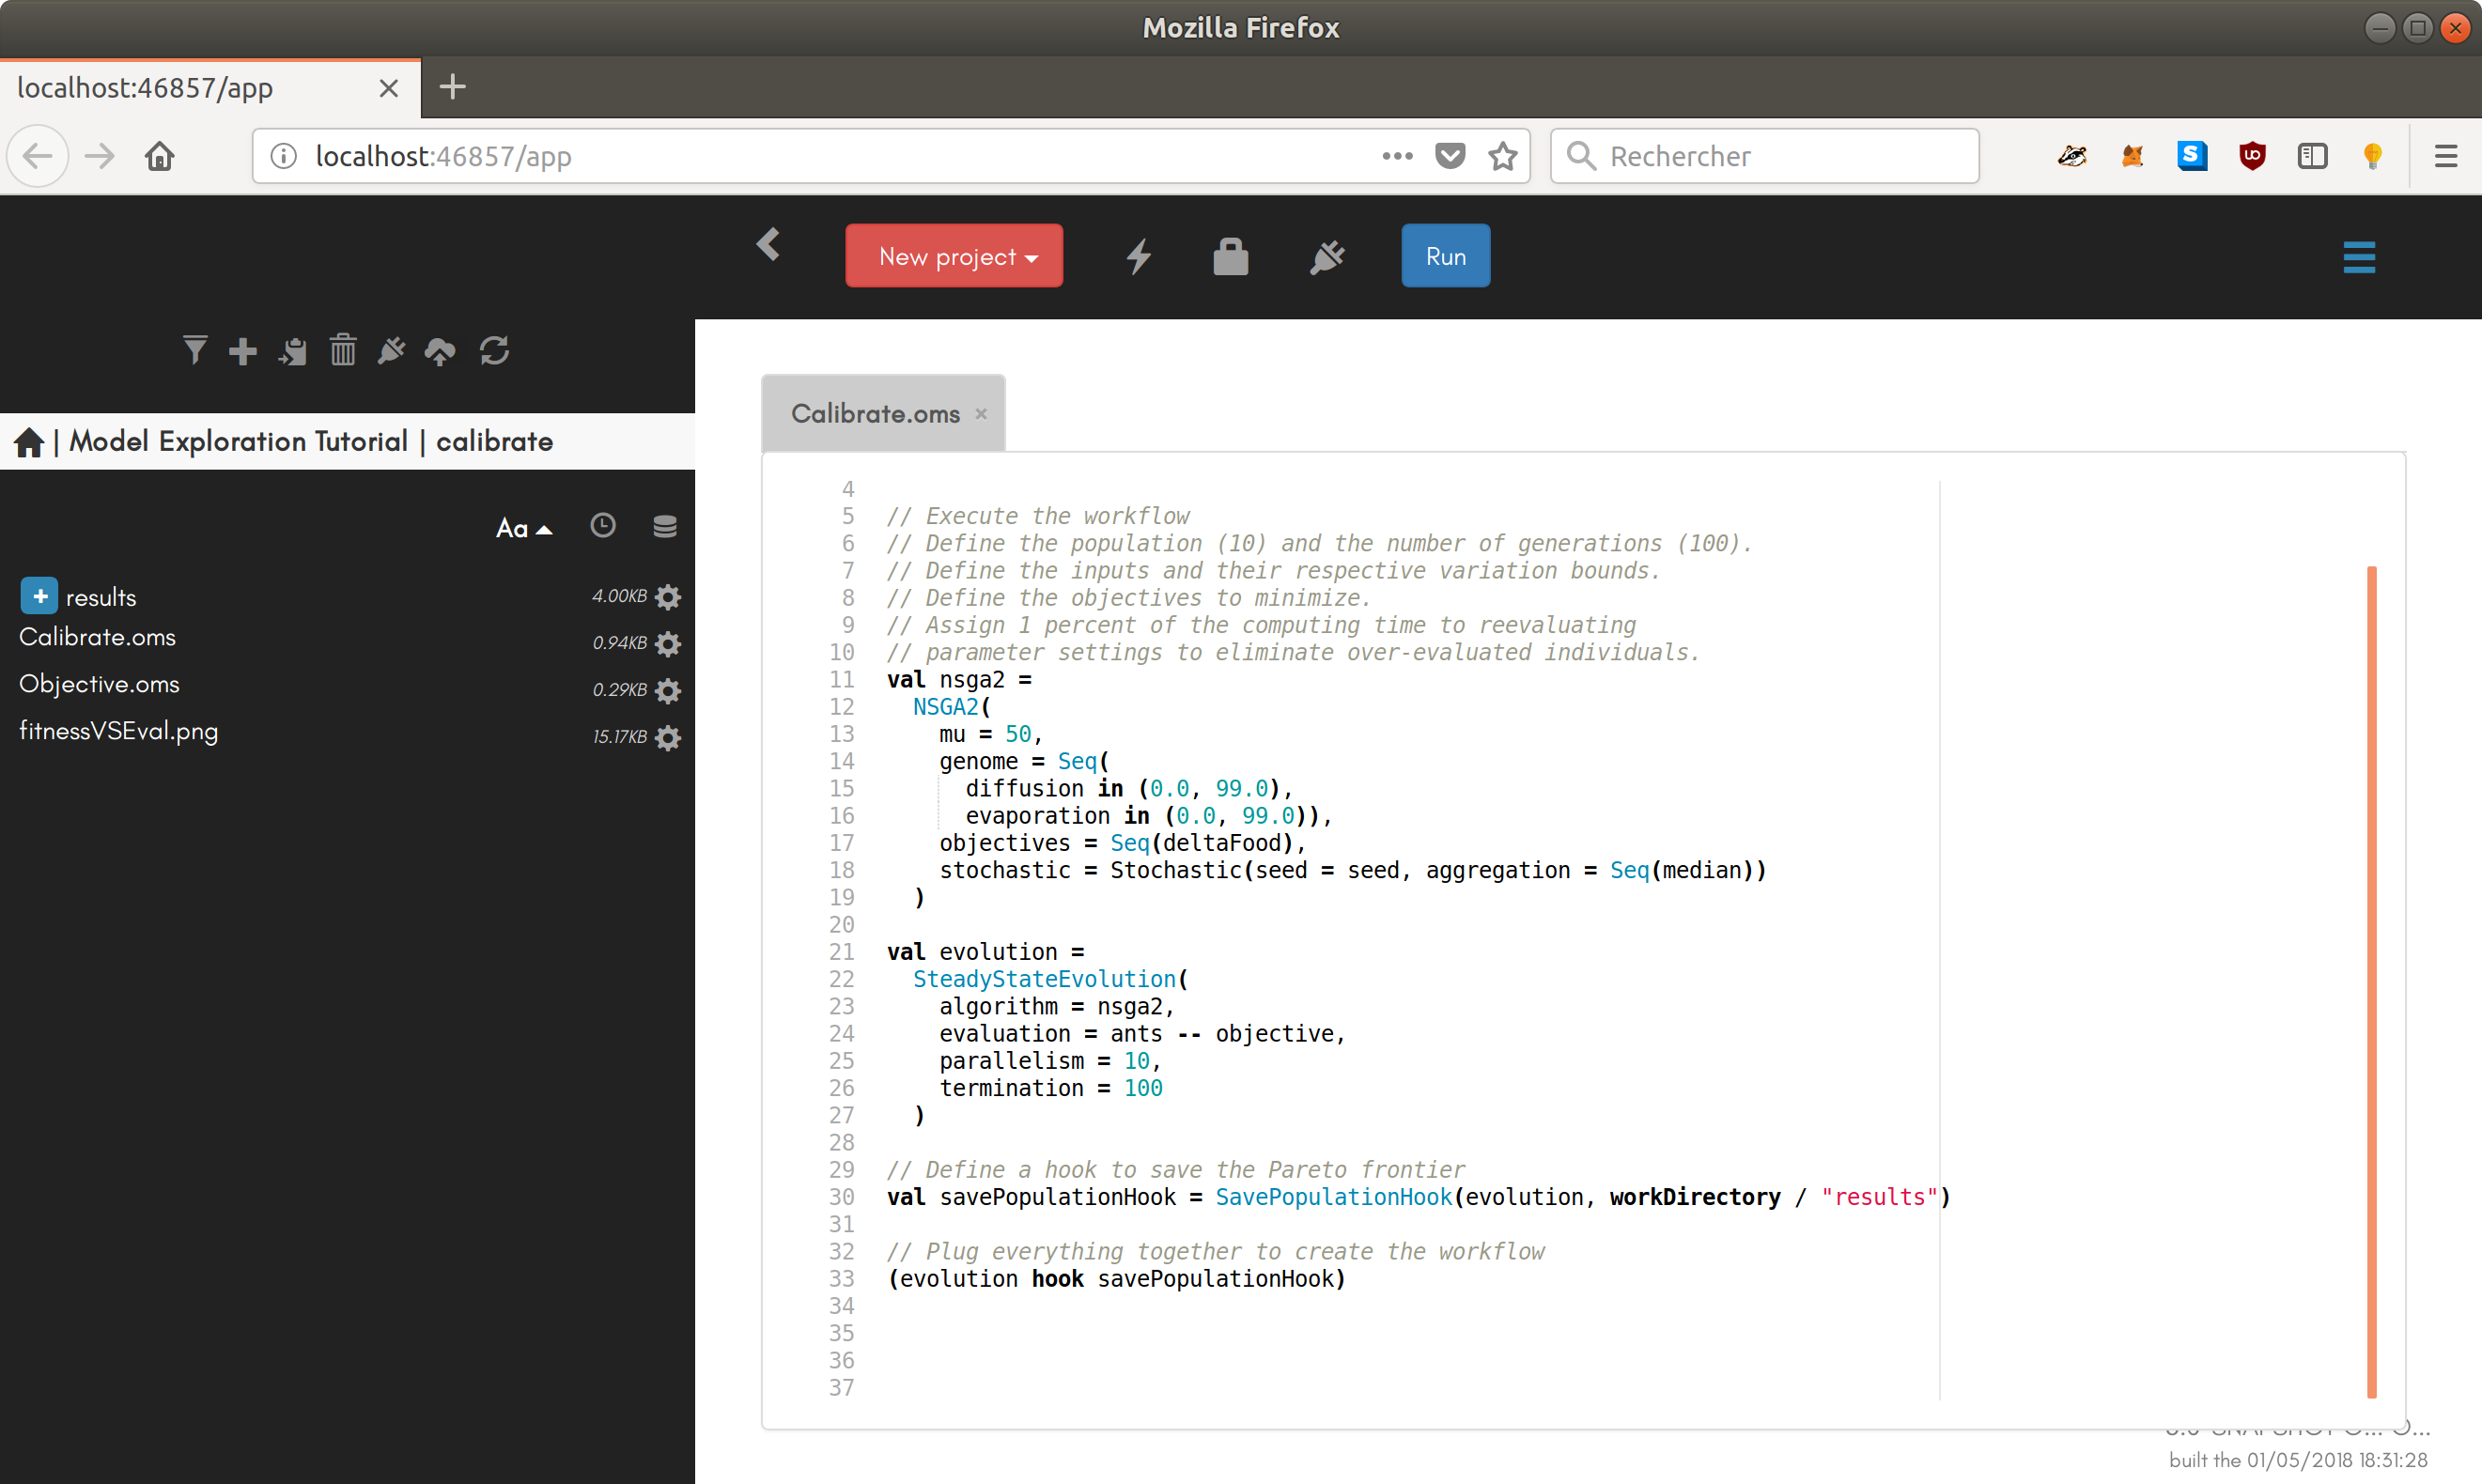 Mozilla Firefox
localhost:46857/app
localhost:46857/app
Rechercher
New project
Run
| Model Exploration Tutorial | calibrate
Aa
results 4.00KB
Calibrate.oms 0.94KB
Objective.oms 0.29KB
fitnessVSEval.png 15.17KB
Calibrate.oms ×
4
5 // Execute the workflow
6 // Define the population (10) and the number of generations (100).
7 // Define the inputs and their respective variation bounds.
8 // Define the objectives to minimize.
9 // Assign 1 percent of the computing time to reevaluating
10 // parameter settings to eliminate over-evaluated individuals.
11 val nsga2 =
12 NSGA2(
13 mu = 50,
14 genome = Seq(
15 diffusion in (0.0, 99.0),
16 evaporation in (0.0, 99.0)),
17 objectives = Seq(deltaFood),
18 stochastic = Stochastic(seed = seed, aggregation = Seq(median))
19 )
20
21 val evolution =
22 SteadyStateEvolution(
23 algorithm = nsga2,
24 evaluation = ants -- objective,
25 parallelism = 10,
26 termination = 100
27 )
28
29 // Define a hook to save the Pareto frontier
30 val savePopulationHook = SavePopulationHook(evolution, workDirectory / "results")
31
32 // Plug everything together to create the workflow
33 (evolution hook savePopulationHook)
34
35
36
37
built the 01/05/2018 18:31:28